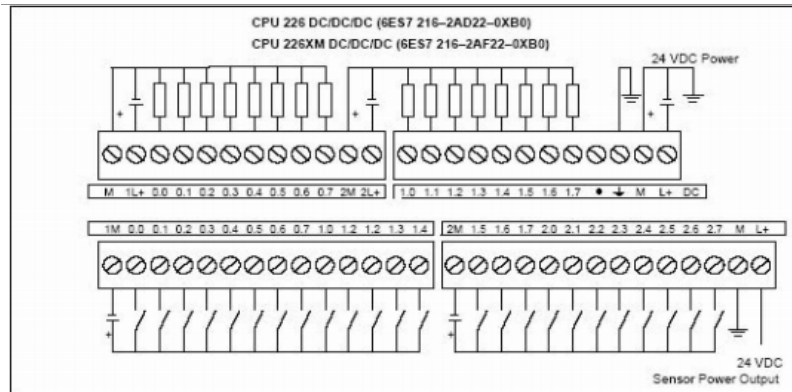 CPU 226 DC/DC/DC (6ES7 216–2AD22–0XB0)
CPU 226XM DC/DC/DC (6ES7 216–2AF22–0XB0)
24 VDC Power
+ + +
M 1L+ 0.0 0.1 0.2 0.3 0.4 0.5 0.6 0.7 2M 2L+ 1.0 1.1 1.2 1.3 1.4 1.5 1.6 1.7 ● ⏚ M L+ DC
1M 0.0 0.1 0.2 0.3 0.4 0.5 0.6 0.7 1.0 1.2 1.2 1.3 1.4 2M 1.5 1.6 1.7 2.0 2.1 2.2 2.3 2.4 2.5 2.6 2.7 M L+
+ +
24 VDC
Sensor Power Output